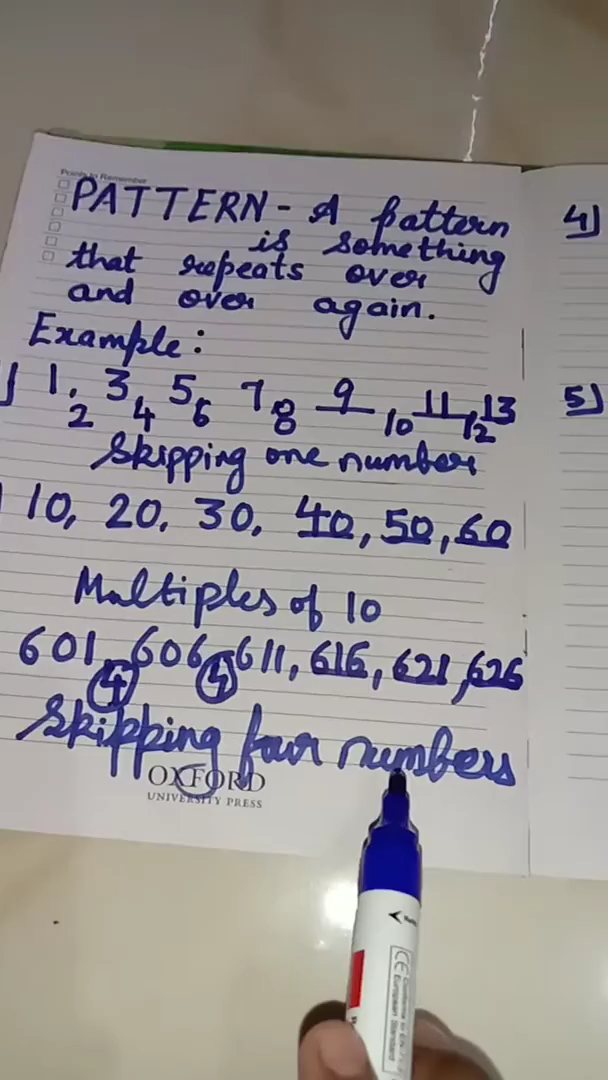 Points to Remember
PATTERN - A pattern
is something
that repeats over
and over again.
Example:
1, 3, 5, 7, 9, 11, 13
2 4 6 8 10 12
Skipping one number
10, 20, 30, 40, 50, 60
Multiples of 10
601, 606, 611, 616, 621, 626
4 4
Skipping four numbers
OXFORD
UNIVERSITY PRESS
4)
5)
CE